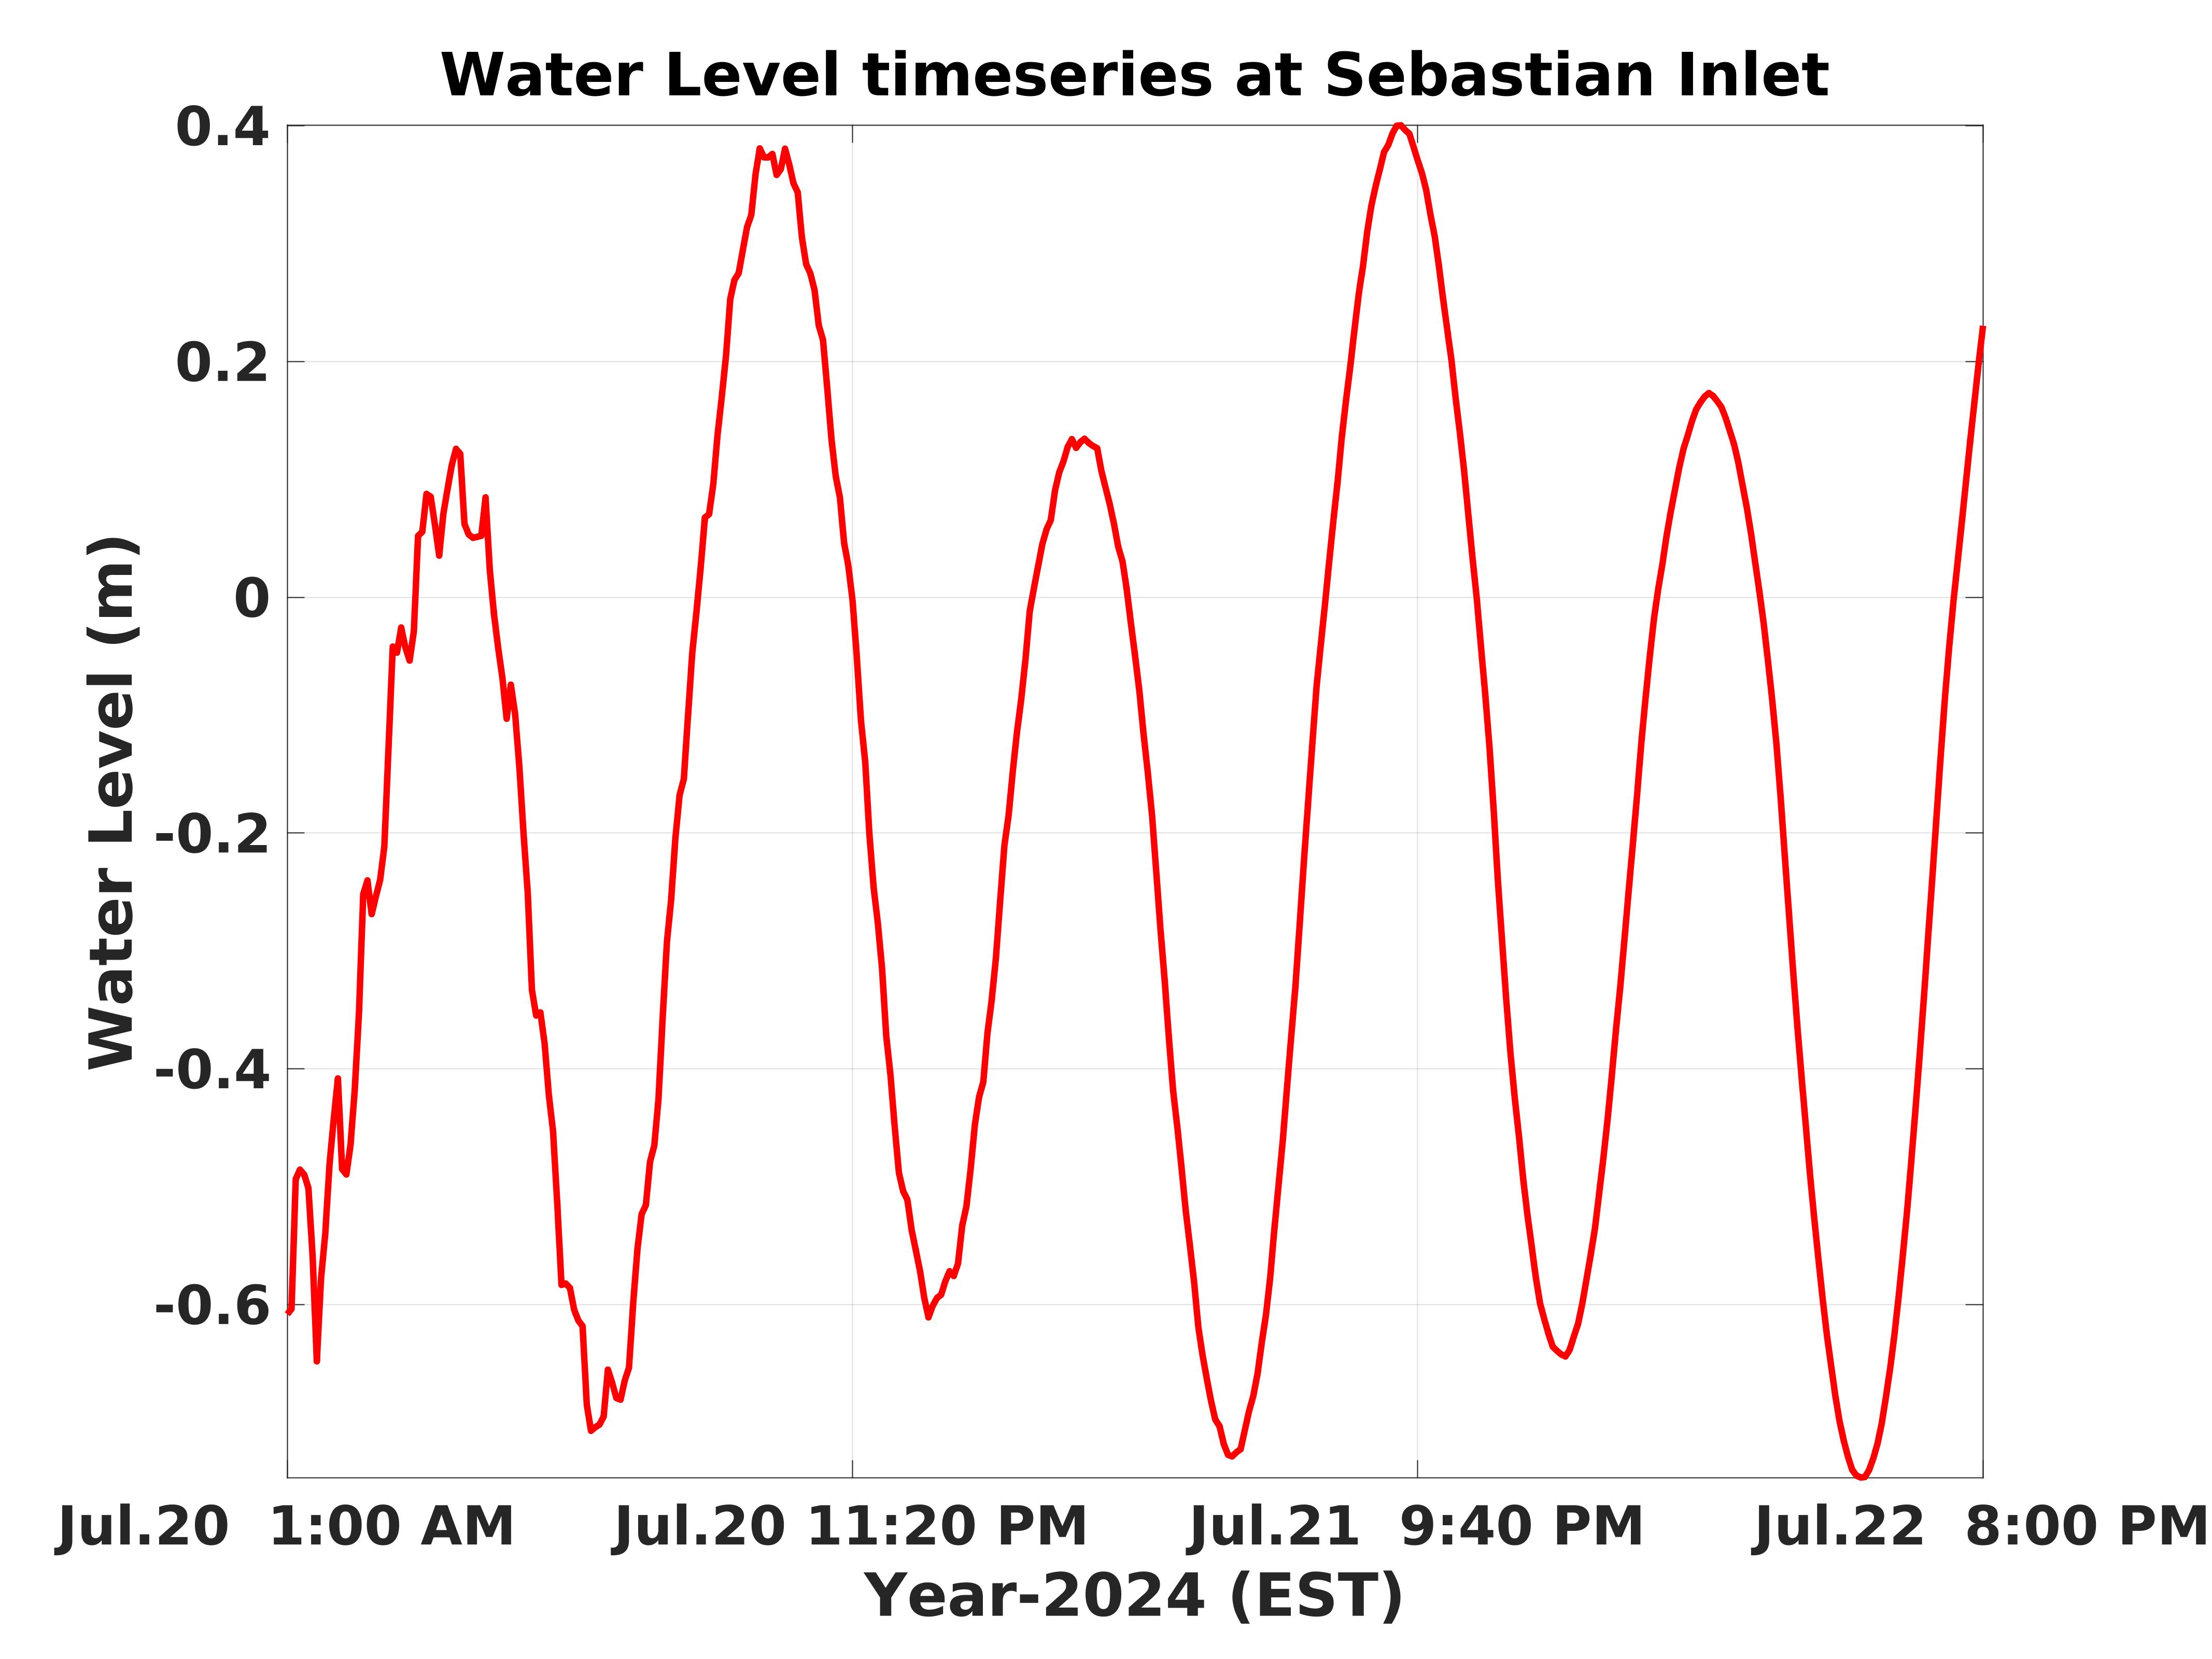 Water Level timeseries at Sebastian Inlet
0.4
0.2
0
-0.2
-0.4
-0.6
Water Level (m)
Jul.20 1:00 AM
Jul.20 11:20 PM
Jul.21 9:40 PM
Jul.22 8:00 PM
Year-2024 (EST)